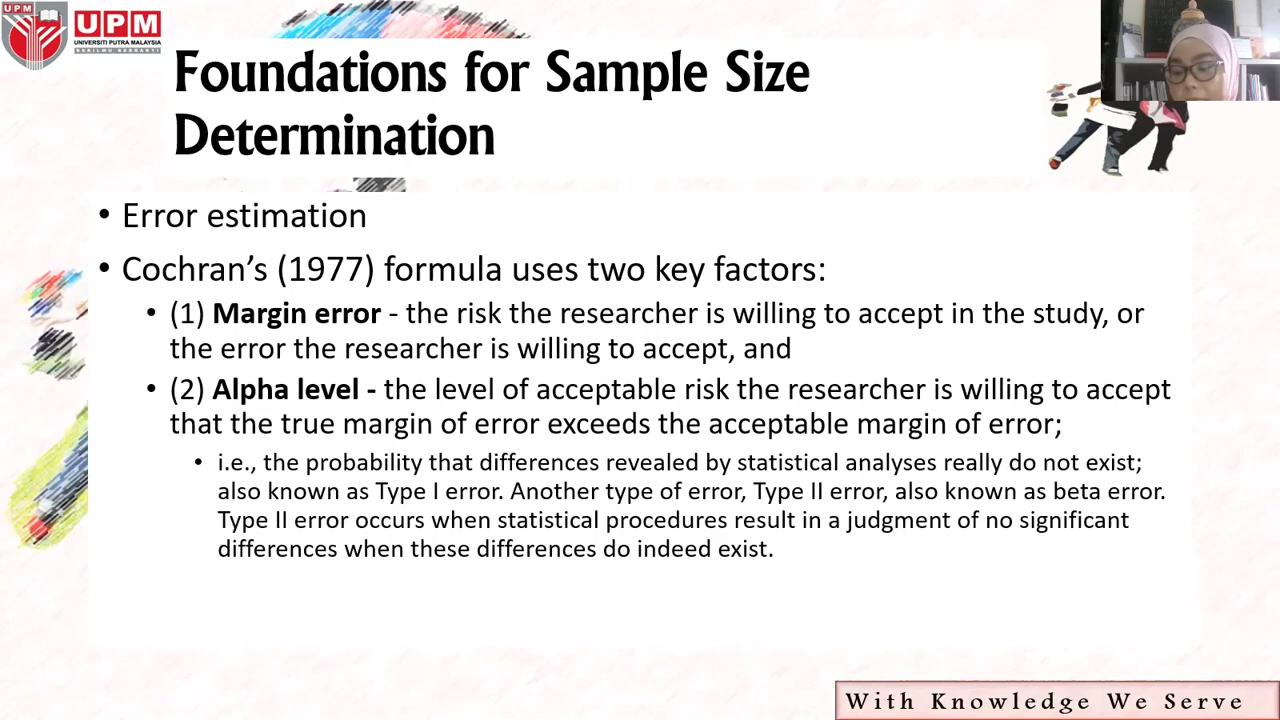 UPM
UPM
UNIVERSITI PUTRA MALAYSIA
BERILMU BERBAKTI
Foundations for Sample Size
Determination
• Error estimation
• Cochran's (1977) formula uses two key factors:
• (1) Margin error - the risk the researcher is willing to accept in the study, or
the error the researcher is willing to accept, and
• (2) Alpha level - the level of acceptable risk the researcher is willing to accept
that the true margin of error exceeds the acceptable margin of error;
• i.e., the probability that differences revealed by statistical analyses really do not exist;
also known as Type I error. Another type of error, Type II error, also known as beta error.
Type II error occurs when statistical procedures result in a judgment of no significant
differences when these differences do indeed exist.
With Knowledge We Serve